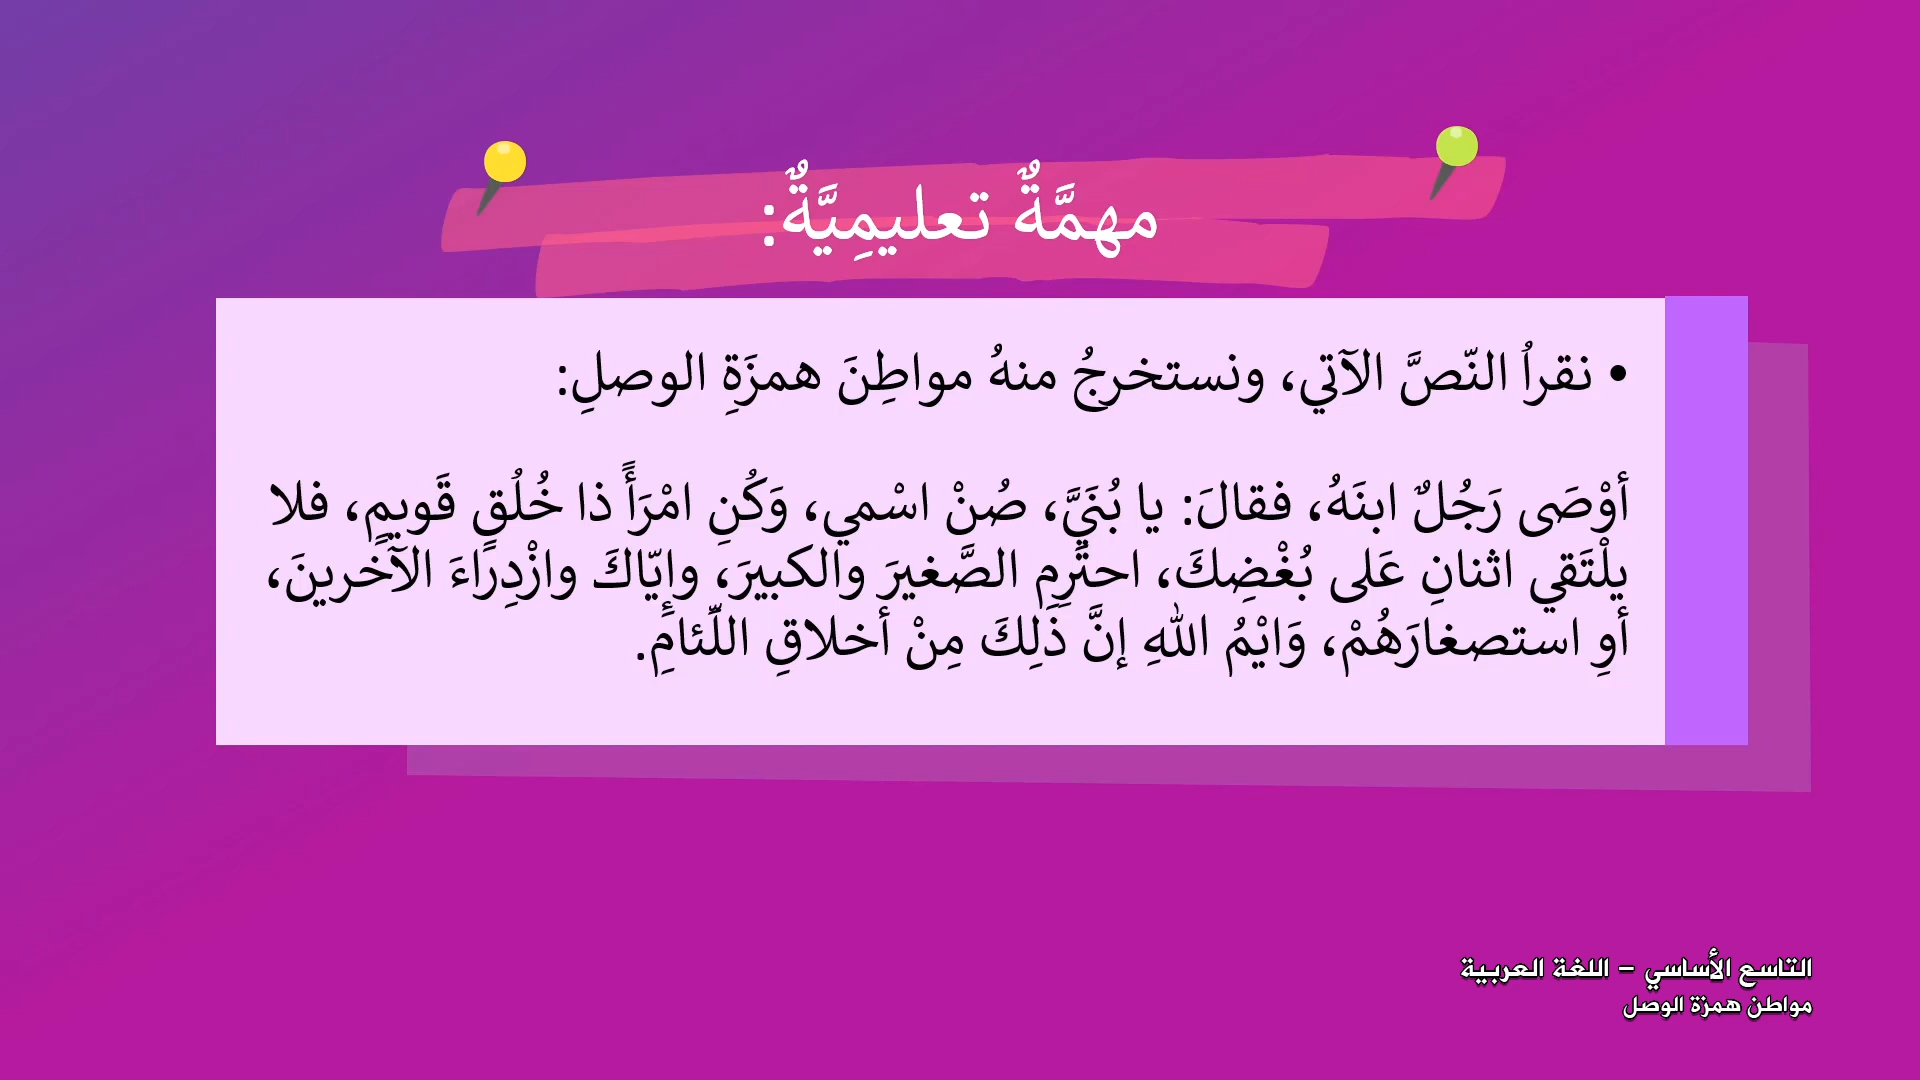 مهمَّةٌ تعليمِيَّةٌ:
• نقرأُ النّصَّ الآتي، ونستخرجُ منهُ مواطِنَ همزَةِ الوصلِ:
أوْصَى رَجُلٌ ابنَهُ، فقالَ: يا بُنَيَّ، صُنْ اسْمي، وَكُنِ امْرَأً ذا خُلُقٍ قَويمٍ، فلا
يلْتَقي اثنانِ عَلى بُغْضِكَ، احتَرِمِ الصَّغيرَ والكبيرَ، وإيّاكَ وازْدِراءَ الآخَرينَ،
أوِ استصغارَهُمْ، وَايْمُ اللهِ إنَّ ذَلِكَ مِنْ أخلاقِ اللّئامِ.
التاسع الأساسي – اللغة العربية
مواطن همزة الوصل